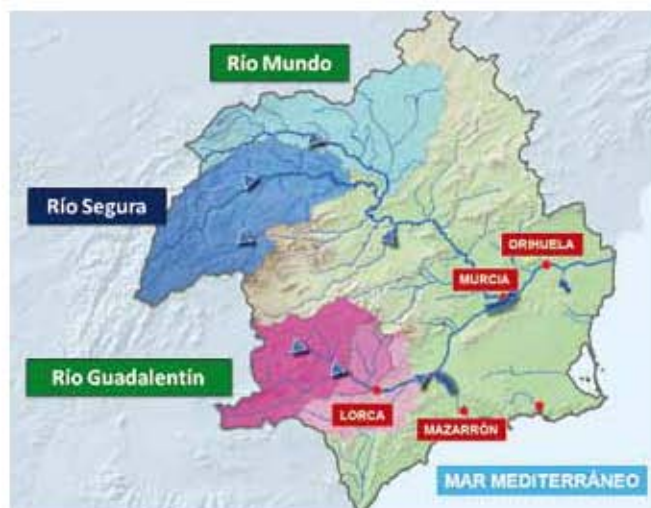 Río Mundo
Río Segura
ORIHUELA
MURCIA
Río Guadalentín
LORCA
MAZARRÓN
MAR MEDITERRÁNEO